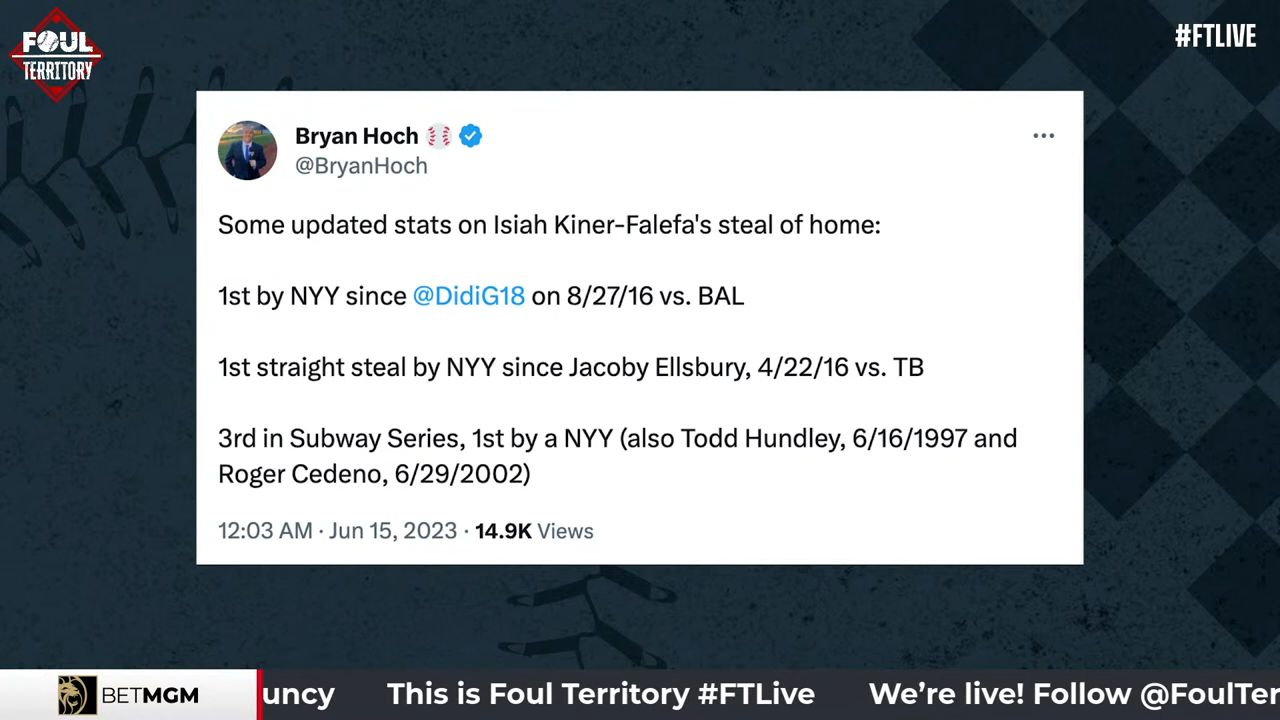 FOUL
TERRITORY
#FTLIVE
Bryan Hoch
@BryanHoch
Some updated stats on Isiah Kiner-Falefa's steal of home:
1st by NYY since @DidiG18 on 8/27/16 vs. BAL
1st straight steal by NYY since Jacoby Ellsbury, 4/22/16 vs. TB
3rd in Subway Series, 1st by a NYY (also Todd Hundley, 6/16/1997 and
Roger Cedeno, 6/29/2002)
12:03 AM · Jun 15, 2023 · 14.9K Views
BETMGM
uncy This is Foul Territory #FTLive We’re live! Follow @FoulTer